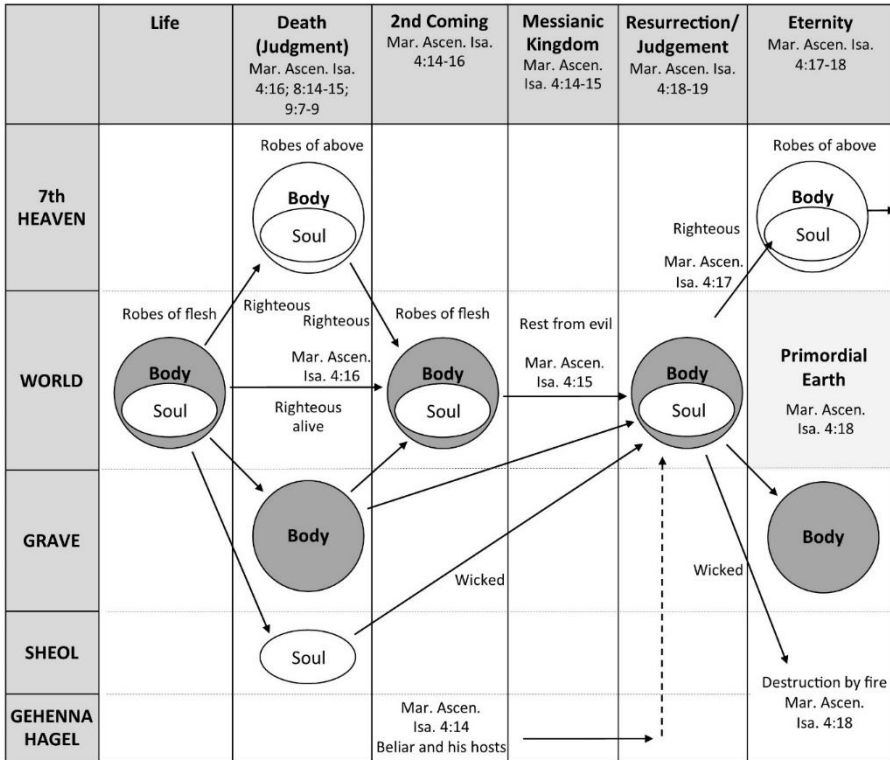 Life
Death
(Judgment)
Mar. Ascen. Isa.
4:16; 8:14-15;
9:7-9
2nd Coming
Mar. Ascen. Isa.
4:14-16
Messianic
Kingdom
Mar. Ascen.
Isa. 4:14-15
Resurrection/
Judgement
Mar. Ascen. Isa.
4:18-19
Eternity
Mar. Ascen. Isa.
4:17-18
7th
HEAVEN
Robes of above
Body
Soul
Righteous
Mar. Ascen.
Isa. 4:17
Robes of above
Body
Soul
WORLD
Robes of flesh
Body
Soul
Righteous
Righteous
Mar. Ascen.
Isa. 4:16
Righteous
alive
Robes of flesh
Body
Soul
Rest from evil
Mar. Ascen.
Isa. 4:15
Body
Soul
Primordial
Earth
Mar. Ascen.
Isa. 4:18
GRAVE
Body
Wicked
Wicked
Body
SHEOL
Soul
Destruction by fire
Mar. Ascen.
Isa. 4:18
GEHENNA
HAGEL
Mar. Ascen.
Isa. 4:14
Beliar and his hosts